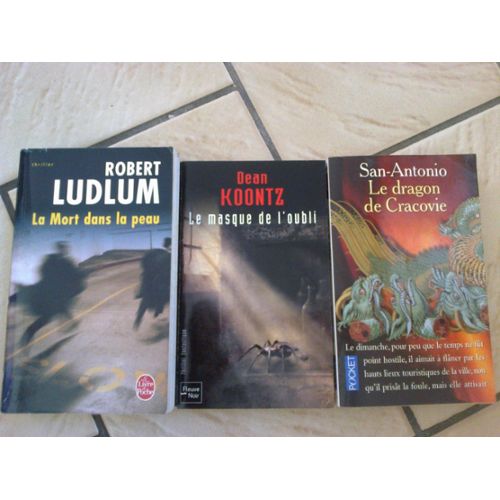 thriller
ROBERT
LUDLUM
La Mort dans la peau
Le Livre
de Poche
Dean
KOONTZ
Le masque de l'oubli
Fleuve
Noir
San-Antonio
Le dragon
de Cracovie
Le dimanche, pour peu que le temps ne fût
point hostile, il aimait à flâner par les
hauts lieux touristiques de la ville, non
qu'il prisât la foule, mais elle attisait
POCKET